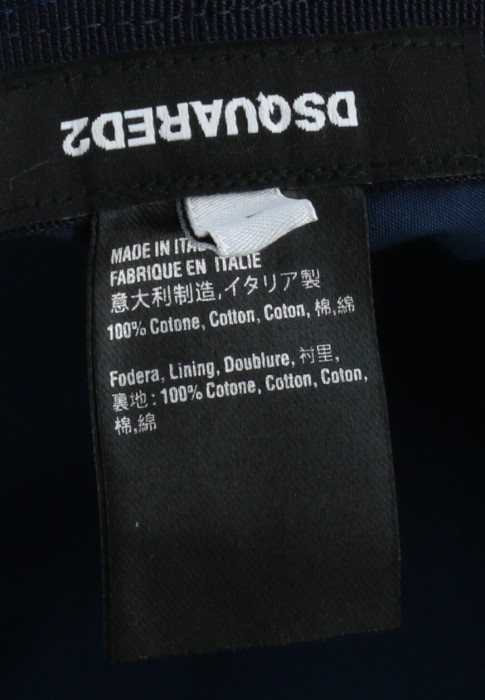 DSQUARED2
MADE IN ITA
FABRIQUE EN ITALIE
意大利制造,イタリア製
100% Cotone, Cotton, Coton, 棉,綿
Fodera, Lining, Doublure, 衬里,
裏地: 100% Cotone, Cotton, Coton,
棉,綿